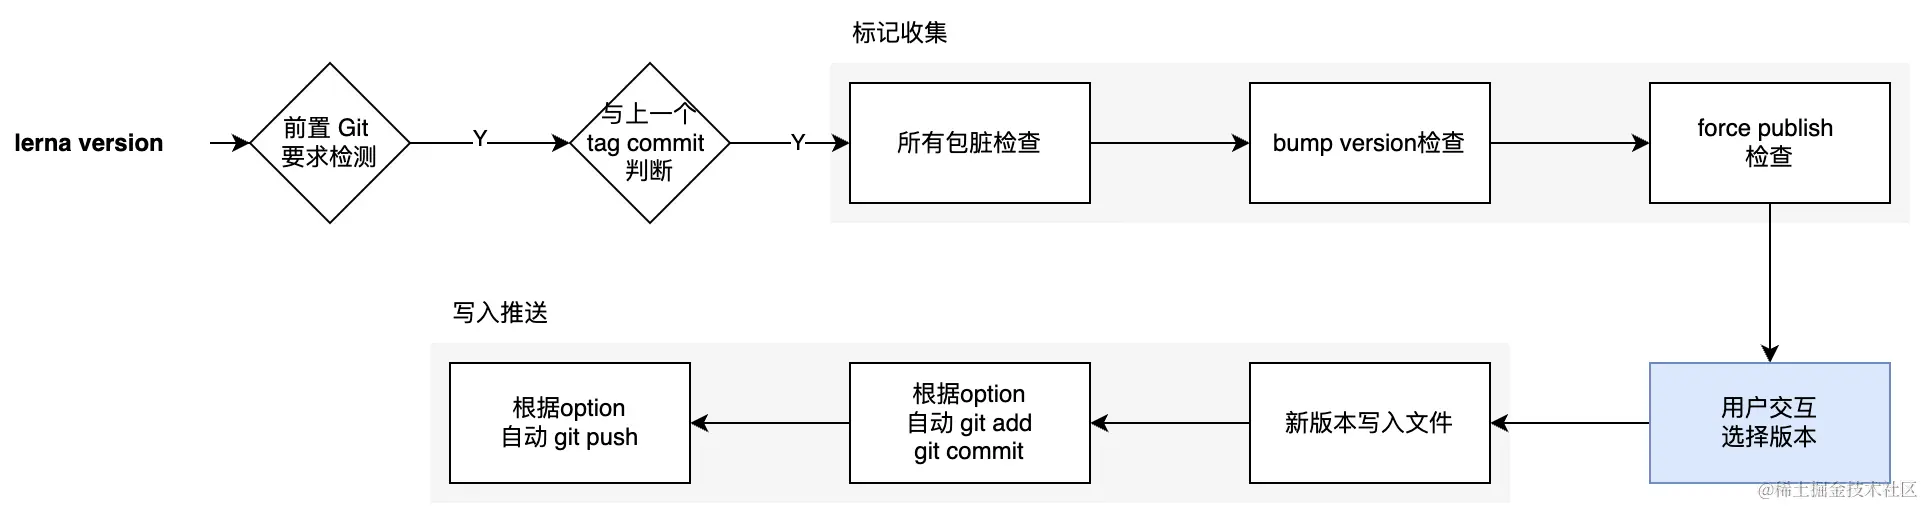 标记收集
lerna version
前置 Git
要求检测
Y
与上一个
tag commit
判断
Y
所有包脏检查
bump version检查
force publish
检查
写入推送
根据option
自动 git push
根据option
自动 git add
git commit
新版本写入文件
用户交互
选择版本
@稀土掘金技术社区